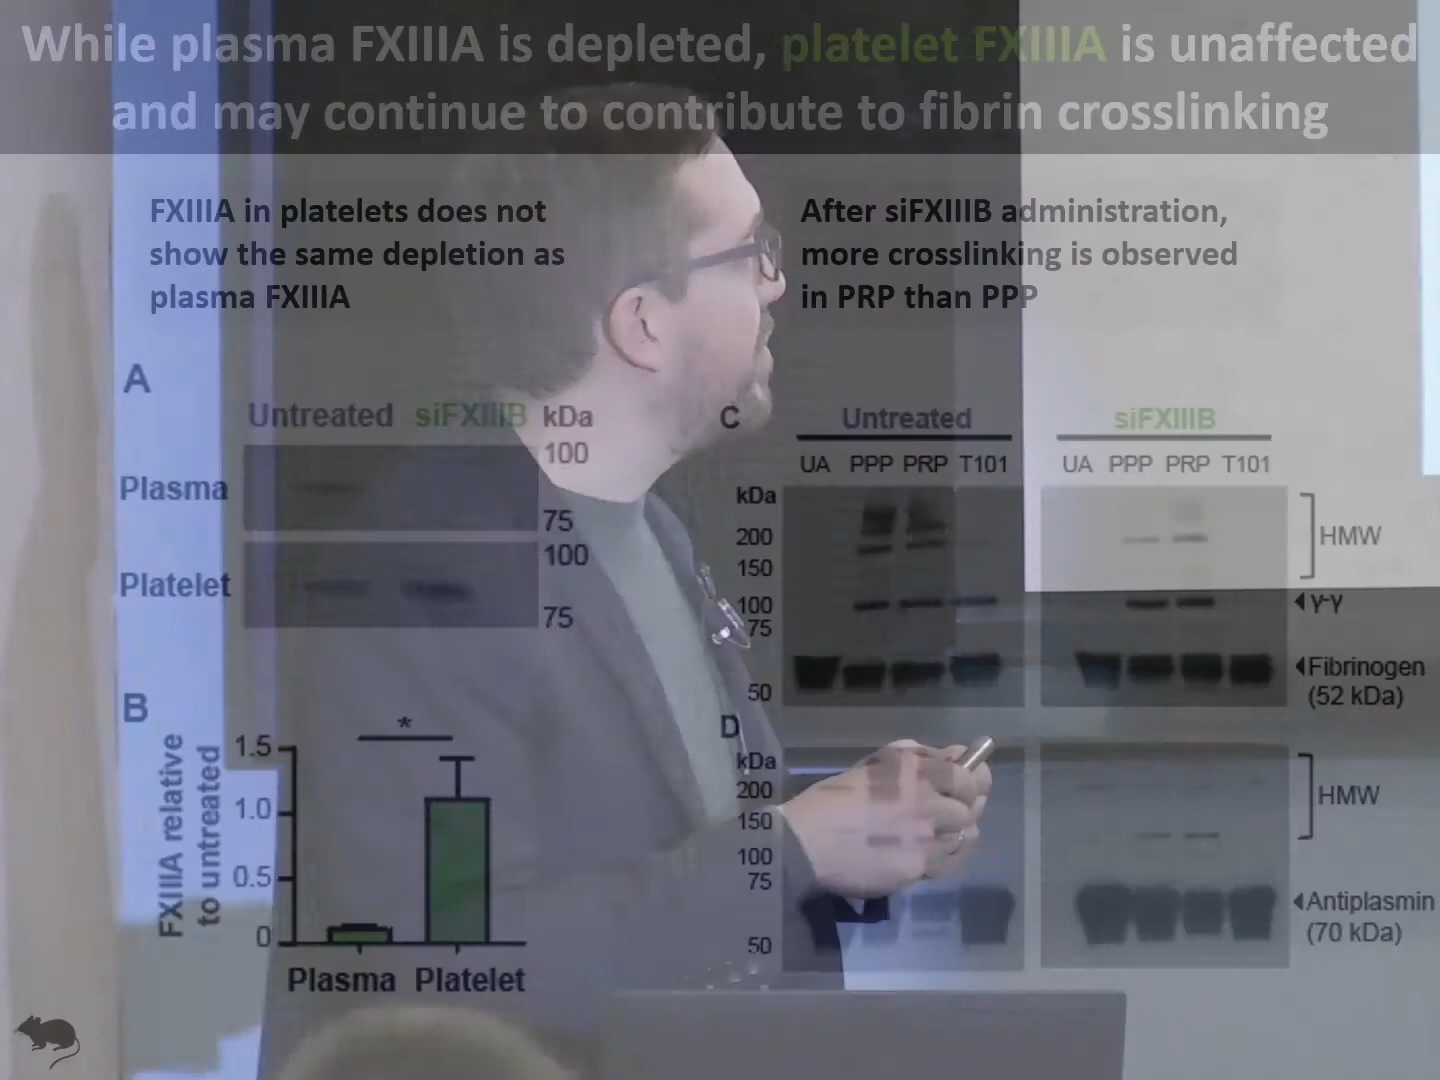 While plasma FXIIIA is depleted, platelet FXIIIA is unaffected
and may continue to contribute to fibrin crosslinking
FXIIIA in platelets does not
show the same depletion as
plasma FXIIIA
After siFXIIIB administration,
more crosslinking is observed
in PRP than PPP
A
Untreated siFXIIIB kDa
100
Plasma
75
100
Platelet
75
B
*
FXIIIA relative
to untreated
1.5
1.0
0.5
0
Plasma Platelet
C
Untreated siFXIIIB
UA PPP PRP T101 UA PPP PRP T101
kDa
200
150
100
75
50
HMW
γ-γ
Fibrinogen
(52 kDa)
D
kDa
200
150
100
75
50
HMW
Antiplasmin
(70 kDa)